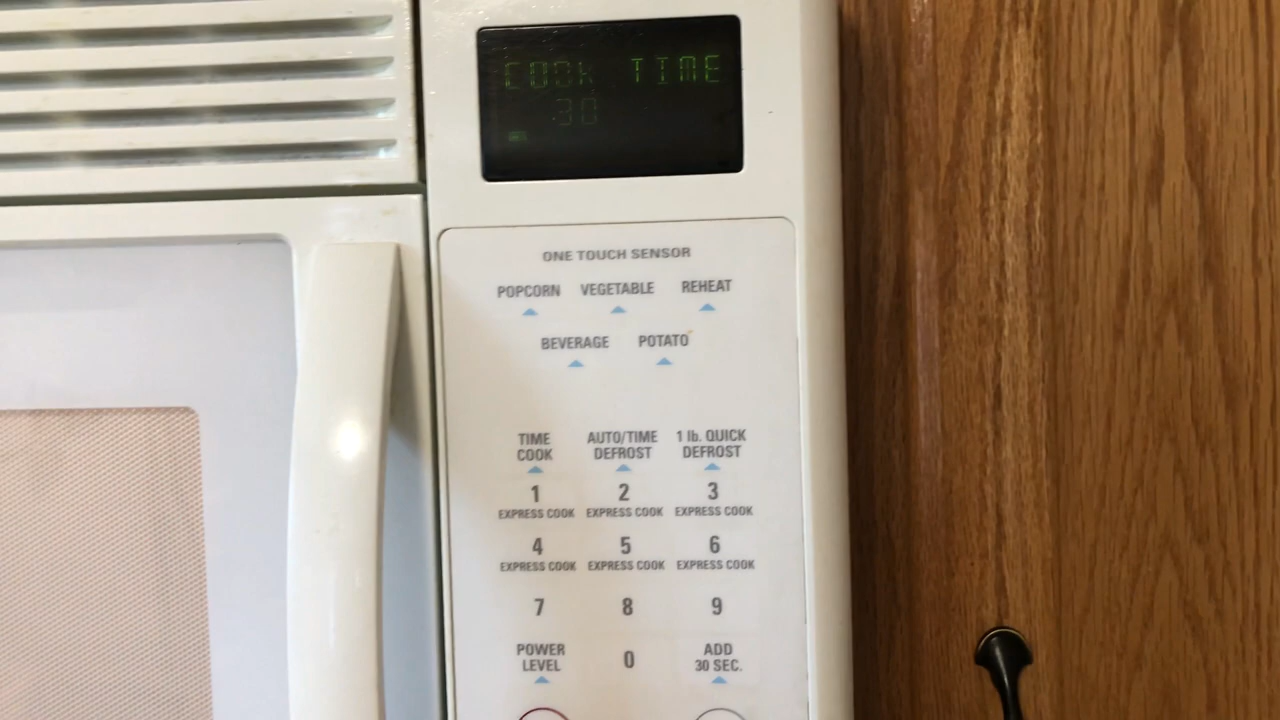 COOK TIME
:30
ONE TOUCH SENSOR
POPCORN VEGETABLE REHEAT
BEVERAGE POTATO
TIME COOK AUTO/TIME DEFROST 1 lb. QUICK DEFROST
1 2 3
EXPRESS COOK EXPRESS COOK EXPRESS COOK
4 5 6
EXPRESS COOK EXPRESS COOK EXPRESS COOK
7 8 9
POWER LEVEL 0 ADD 30 SEC.